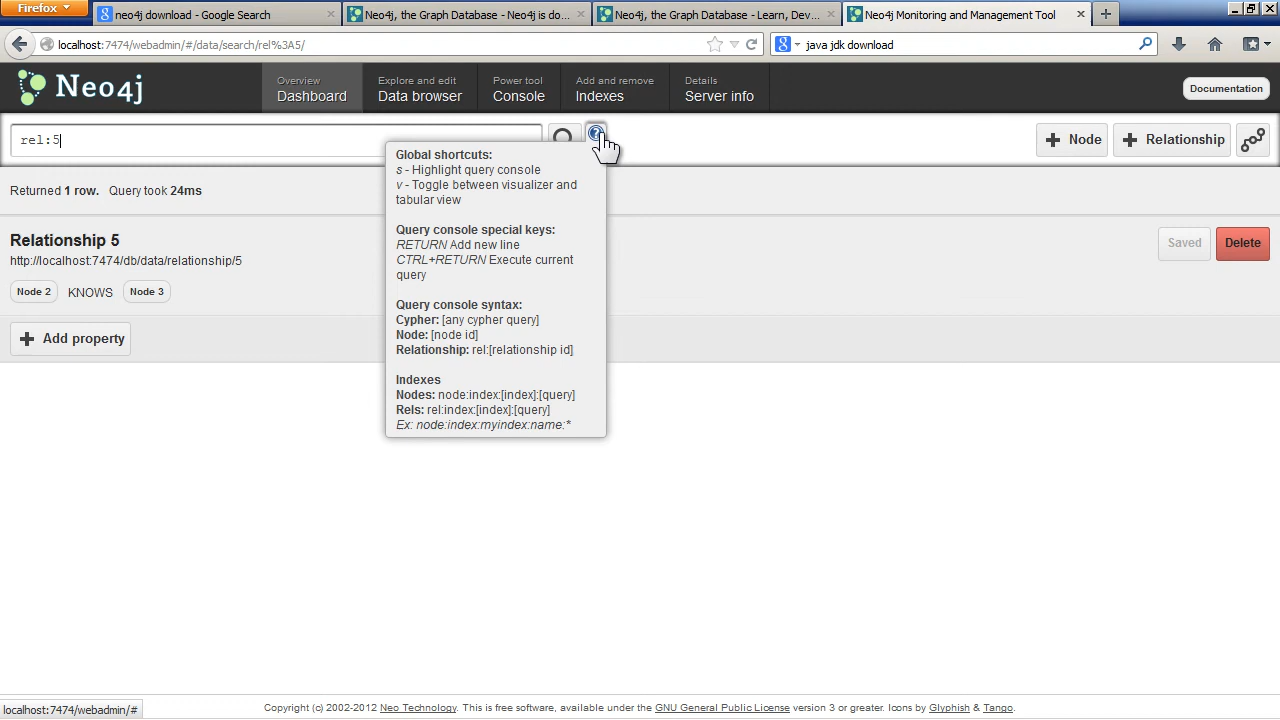 Firefox
neo4j download - Google Search
Neo4j, the Graph Database - Neo4j is do...
Neo4j, the Graph Database - Learn, Dev...
Neo4j Monitoring and Management Tool
localhost:7474/webadmin/#/data/search/rel%3A5/
java jdk download
Neo4j
Overview
Dashboard
Explore and edit
Data browser
Power tool
Console
Add and remove
Indexes
Details
Server info
Documentation
rel:5
Node
Relationship
Returned 1 row. Query took 24ms
Relationship 5
http://localhost:7474/db/data/relationship/5
Saved
Delete
Node 2 KNOWS Node 3
Add property
Global shortcuts:
s - Highlight query console
v - Toggle between visualizer and
tabular view
Query console special keys:
RETURN Add new line
CTRL+RETURN Execute current
query
Query console syntax:
Cypher: [any cypher query]
Node: [node id]
Relationship: rel:[relationship id]
Indexes
Nodes: node:index:[index]:[query]
Rels: rel:index:[index]:[query]
Ex: node:index:myindex:name:*
localhost:7474/webadmin/#
Copyright (c) 2002-2012 Neo Technology. This is free software, available under the GNU General Public License version 3 or greater. Icons by Glyphish & Tango.